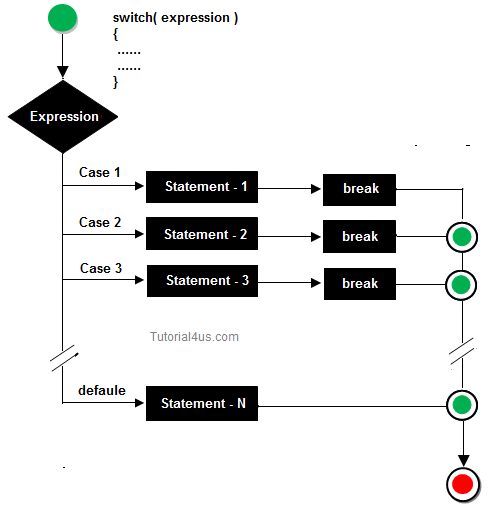 switch( expression )
{
......
......
}
Expression
Case 1
Statement - 1
break
Case 2
Statement - 2
break
Case 3
Statement - 3
break
Tutorial4us.com
defaule
Statement - N